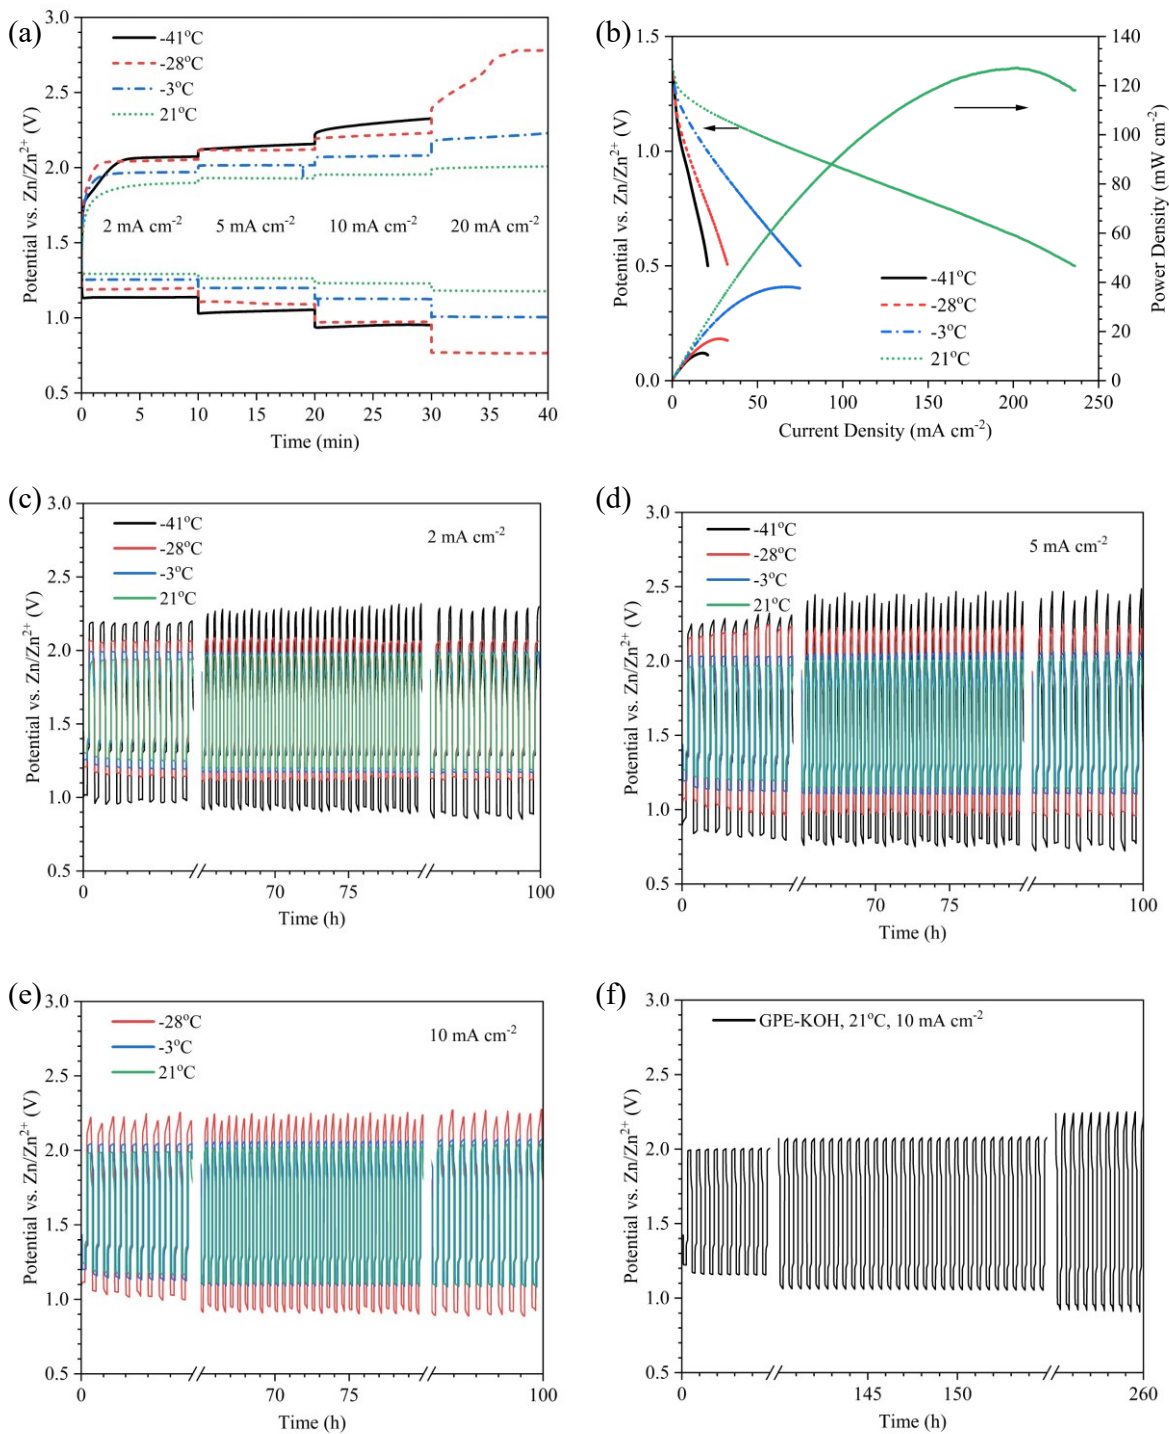 (a)
3.0
2.5
2.0
1.5
1.0
0.5
Potential vs. Zn/Zn²⁺ (V)
-41°C
-28°C
-3°C
21°C
2 mA cm⁻² 5 mA cm⁻² 10 mA cm⁻² 20 mA cm⁻²
0 5 10 15 20 25 30 35 40
Time (min)
(b)
1.5
1.0
0.5
0.0
Potential vs. Zn/Zn²⁺ (V)
140
120
100
80
60
40
20
0
Power Density (mW cm⁻²)
-41°C
-28°C
-3°C
21°C
0 50 100 150 200 250
Current Density (mA cm⁻²)
(c)
3.0
2.5
2.0
1.5
1.0
0.5
Potential vs. Zn/Zn²⁺ (V)
-41°C
-28°C
-3°C
21°C
2 mA cm⁻²
0 70 75 100
Time (h)
(d)
3.0
2.5
2.0
1.5
1.0
0.5
Potential vs. Zn/Zn²⁺ (V)
-41°C
-28°C
-3°C
21°C
5 mA cm⁻²
0 70 75 100
Time (h)
(e)
3.0
2.5
2.0
1.5
1.0
0.5
Potential vs. Zn/Zn²⁺ (V)
-28°C
-3°C
21°C
10 mA cm⁻²
0 70 75 100
Time (h)
(f)
3.0
2.5
2.0
1.5
1.0
0.5
Potential vs. Zn/Zn²⁺ (V)
GPE-KOH, 21°C, 10 mA cm⁻²
0 145 150 260
Time (h)